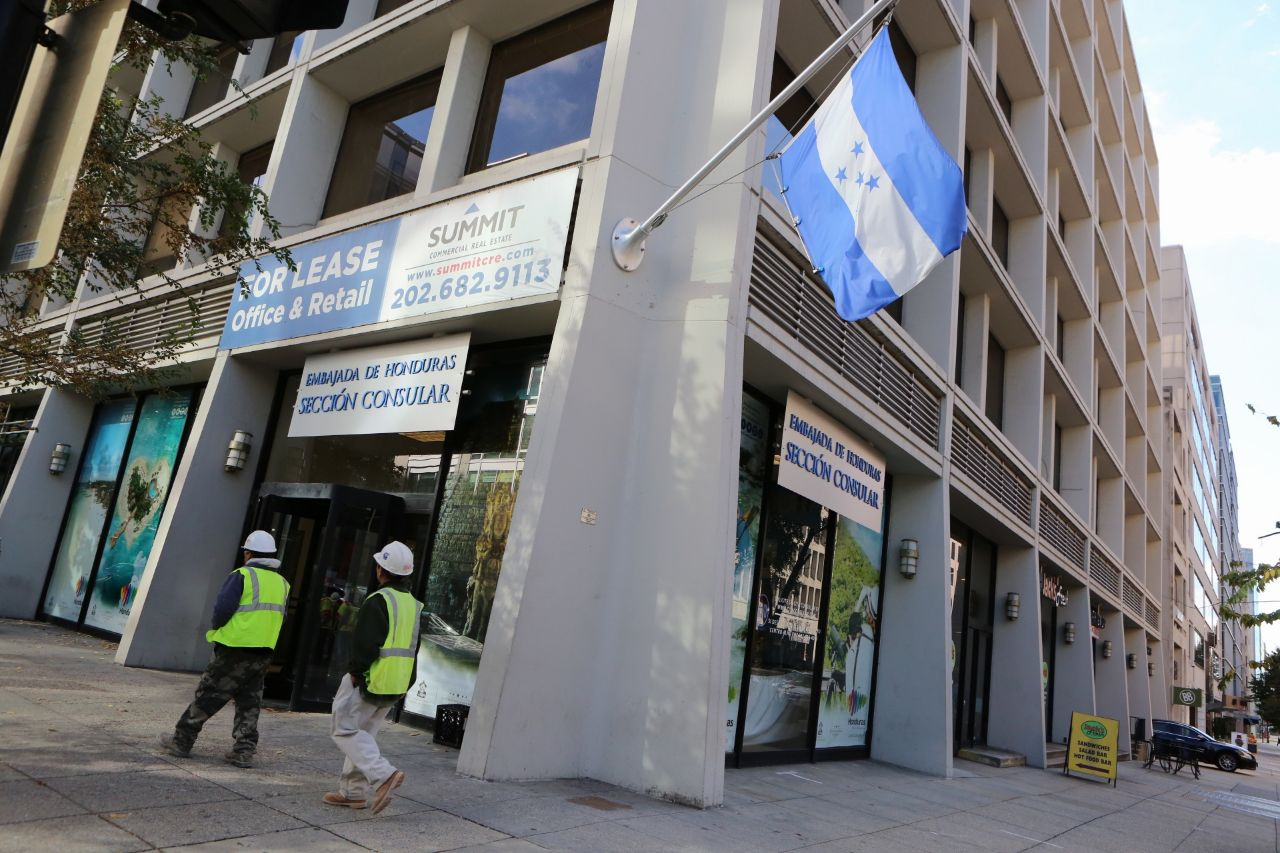 FOR LEASE
Office & Retail
SUMMIT
COMMERCIAL REAL ESTATE
www.summitcre.com
202.682.9113
EMBAJADA DE HONDURAS
SECCIÓN CONSULAR
EMBAJADA DE HONDURAS
SECCIÓN CONSULAR
Honduras
SANDWICHES
SALAD BAR
HOT FOOD BAR